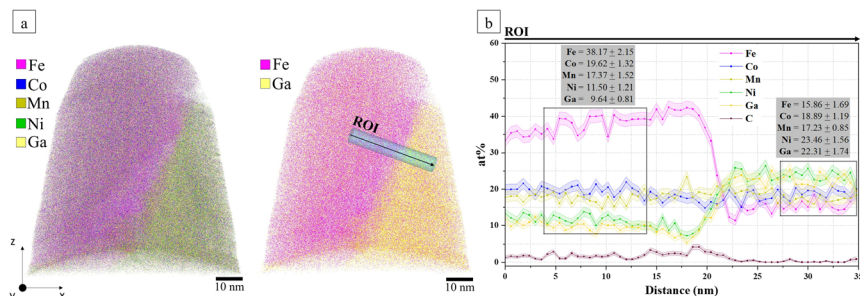 a
Fe
Co
Mn
Ni
Ga
z
y
x
10 nm
Fe
Ga
ROI
10 nm
b
ROI
Fe = 38.17 ± 2.15
Co = 19.62 ± 1.32
Mn = 17.37 ± 1.52
Ni = 11.50 ± 1.21
Ga = 9.64 ± 0.81
Fe
Co
Mn
Ni
Ga
C
Fe = 15.86 ± 1.69
Co = 18.89 ± 1.19
Mn = 17.23 ± 0.85
Ni = 23.46 ± 1.56
Ga = 22.31 ± 1.74
at%
60
50
40
30
20
10
0
0 5 10 15 20 25 30 35
Distance (nm)